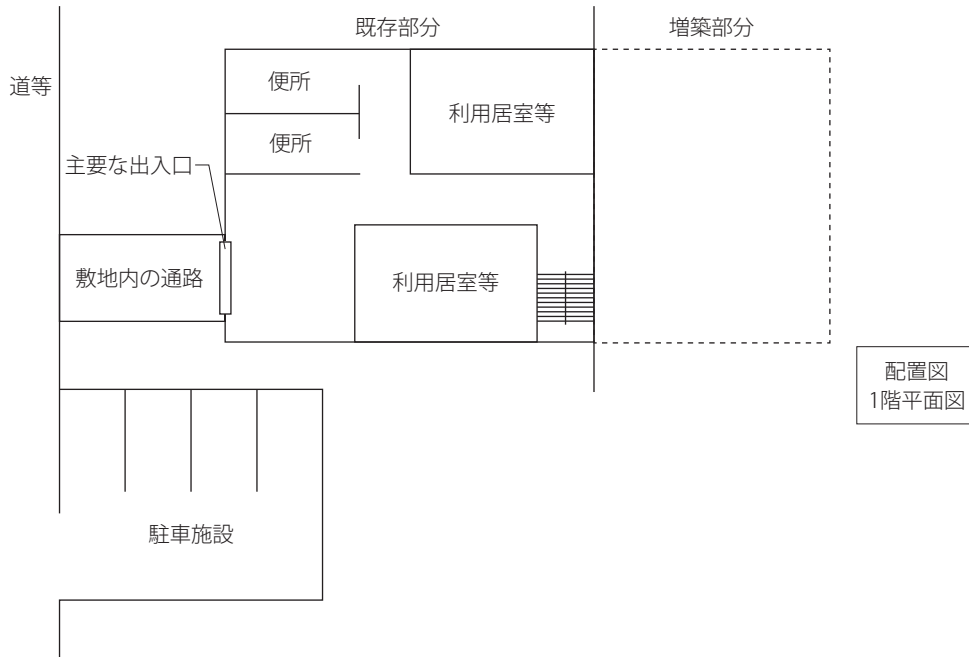 既存部分
増築部分
道等
便所
利用居室等
便所
主要な出入口
敷地内の通路
利用居室等
配置図
1階平面図
駐車施設